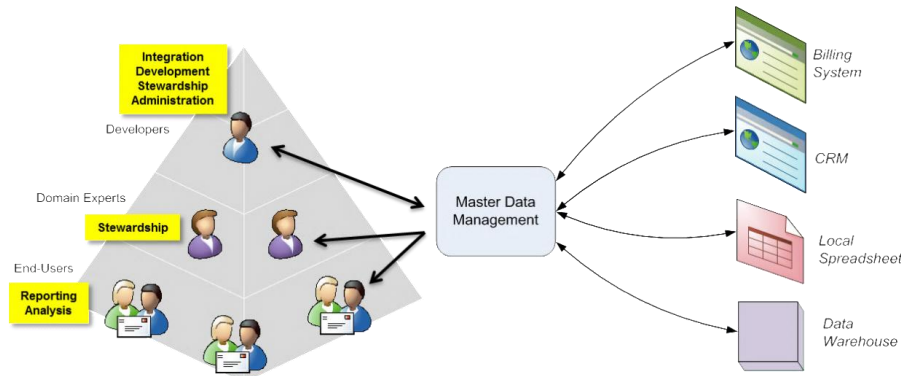 Integration
Development
Stewardship
Administration
Developers
Domain Experts
Stewardship
End-Users
Reporting
Analysis
Master Data
Management
Billing
System
CRM
Local
Spreadsheet
Data
Warehouse